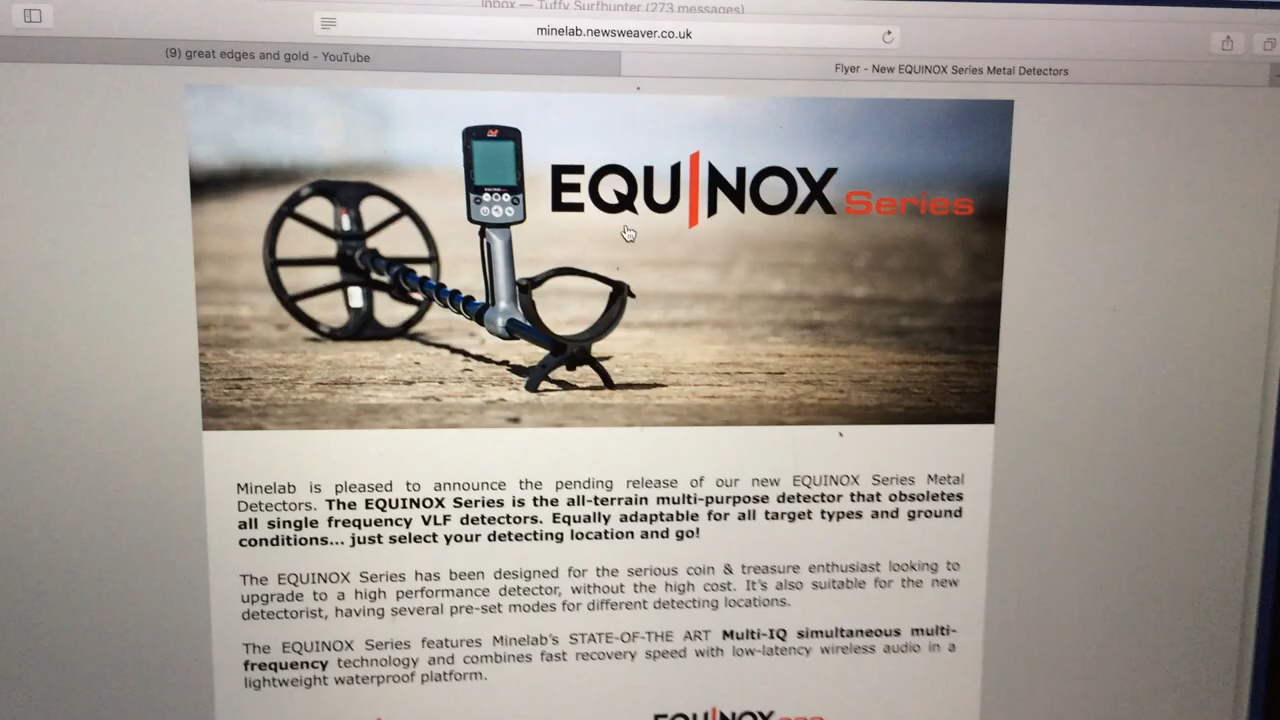 Inbox — Tuffy Surfhunter (273 messages)
minelab.newsweaver.co.uk
(9) great edges and gold - YouTube
Flyer - New EQUINOX Series Metal Detectors
EQU|NOX Series
Minelab is pleased to announce the pending release of our new EQUINOX Series Metal
Detectors. The EQUINOX Series is the all-terrain multi-purpose detector that obsoletes
all single frequency VLF detectors. Equally adaptable for all target types and ground
conditions... just select your detecting location and go!
The EQUINOX Series has been designed for the serious coin & treasure enthusiast looking to
upgrade to a high performance detector, without the high cost. It's also suitable for the new
detectorist, having several pre-set modes for different detecting locations.
The EQUINOX Series features Minelab's STATE-OF-THE ART Multi-IQ simultaneous multi-
frequency technology and combines fast recovery speed with low-latency wireless audio in a
lightweight waterproof platform.
EQU|NOX